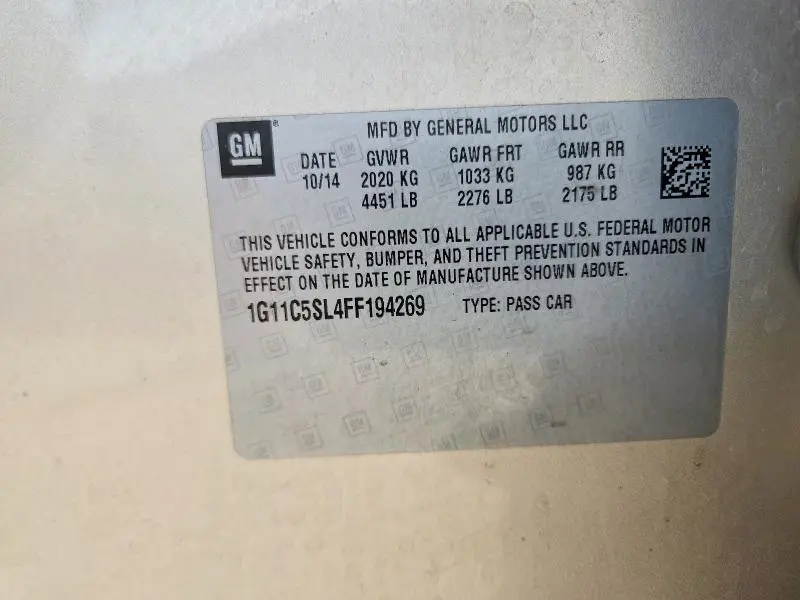 GM®
MFD BY GENERAL MOTORS LLC
DATE GVWR GAWR FRT GAWR RR
10/14 2020 KG 1033 KG 987 KG
4451 LB 2276 LB 2175 LB
THIS VEHICLE CONFORMS TO ALL APPLICABLE U.S. FEDERAL MOTOR
VEHICLE SAFETY, BUMPER, AND THEFT PREVENTION STANDARDS IN
EFFECT ON THE DATE OF MANUFACTURE SHOWN ABOVE.
1G11C5SL4FF194269 TYPE: PASS CAR